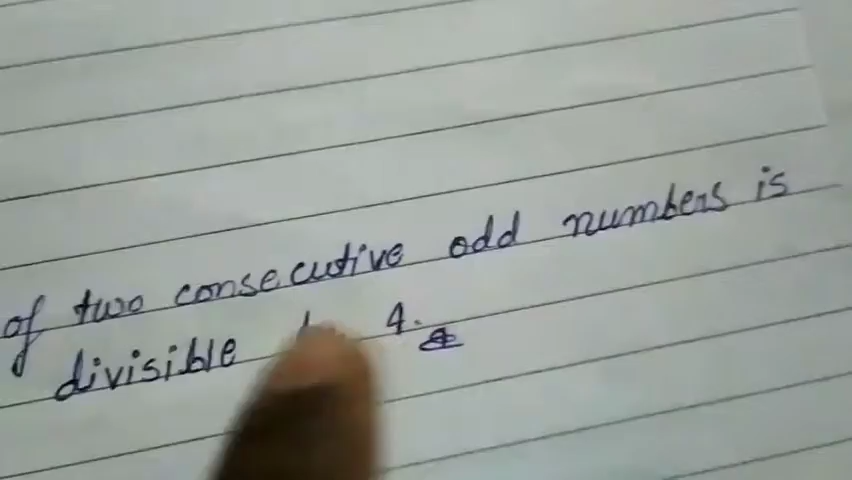 of two consecutive odd numbers is
divisible 4.